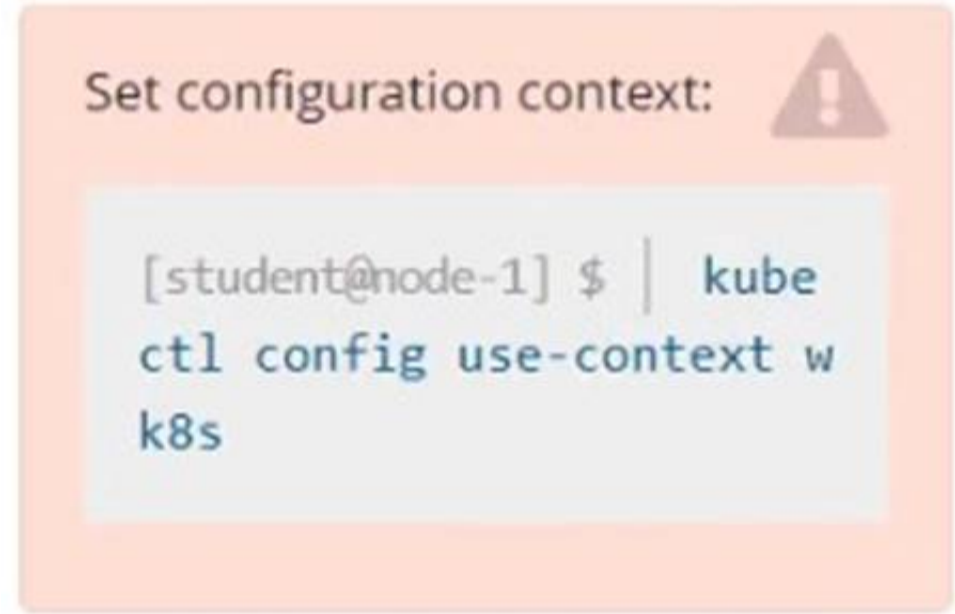 Set configuration context:
[student@node-1] $ | kube
ctl config use-context w
k8s